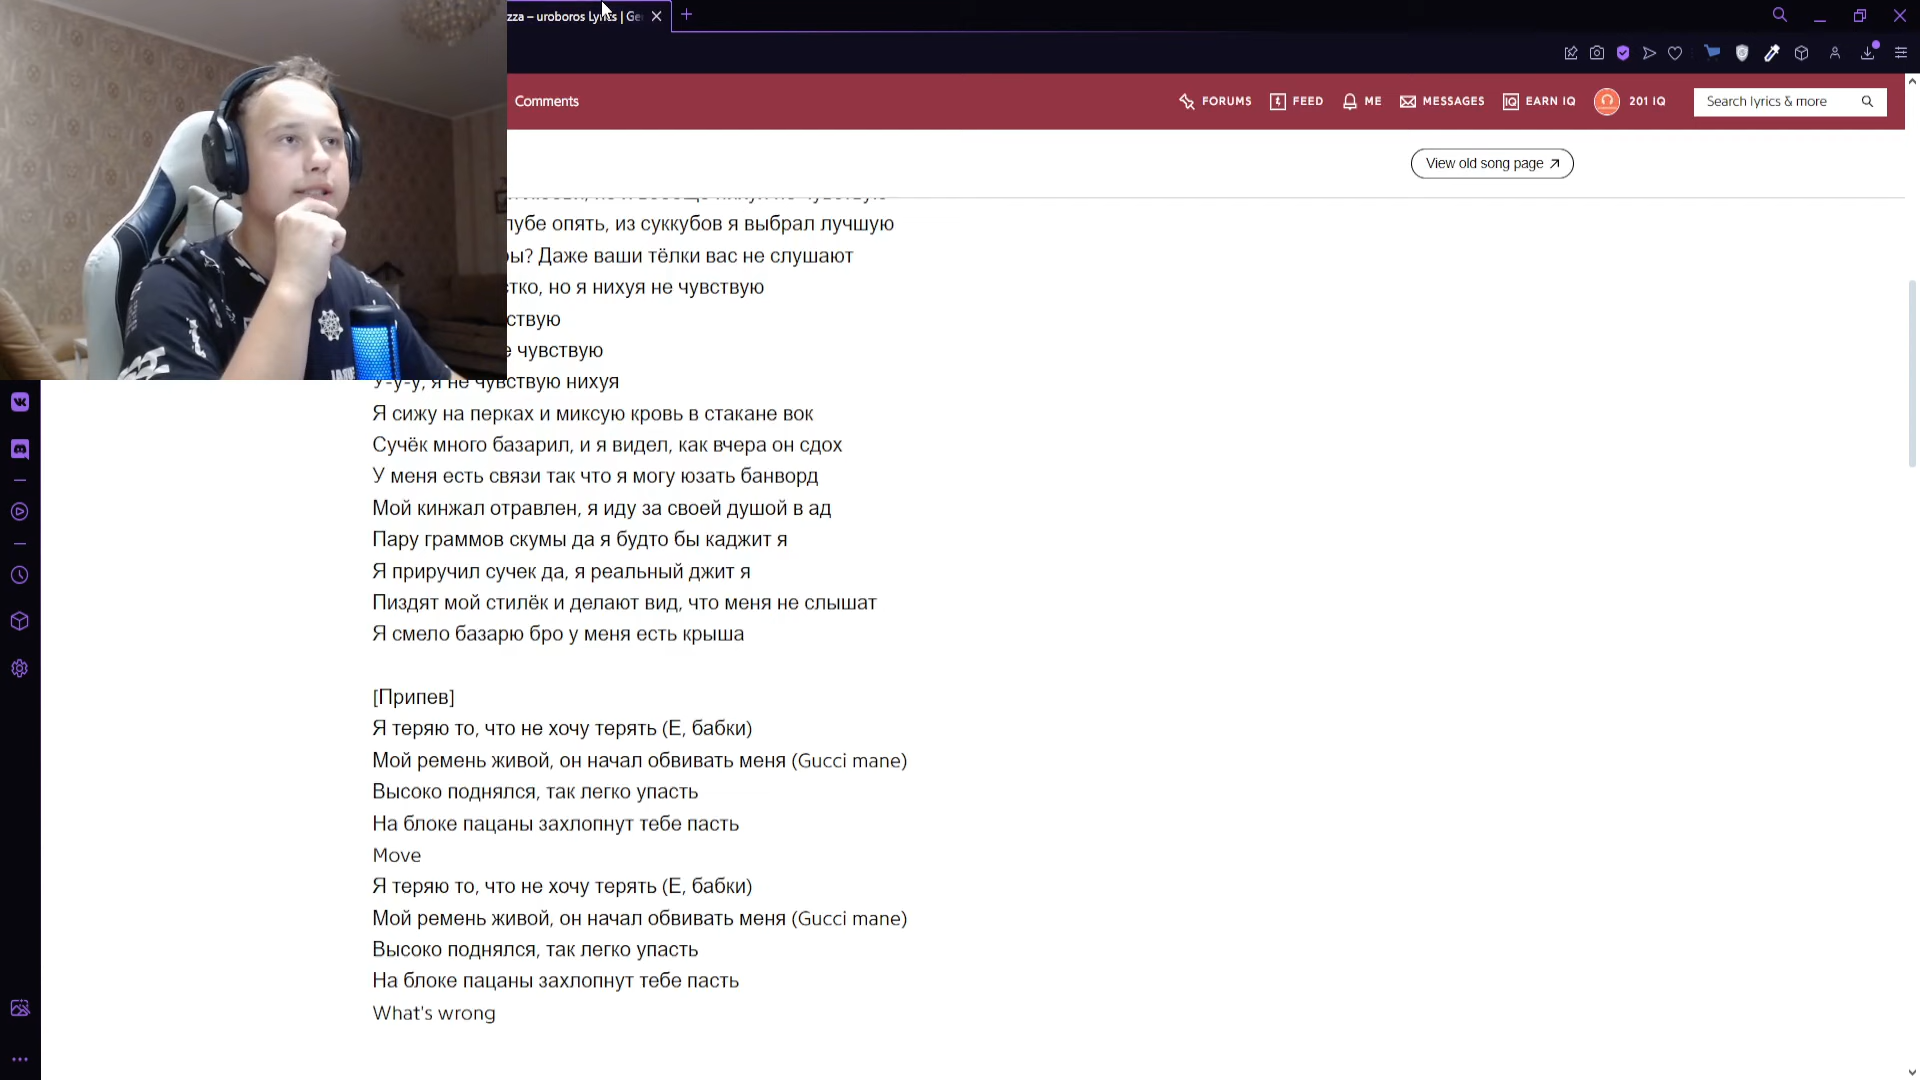 zza – uroboros Lyrics | Ge
Comments
FORUMS
FEED
ME
MESSAGES
EARN IQ
201 IQ
Search lyrics & more
View old song page
лубе опять, из суккубов я выбрал лучшую
ры? Даже ваши тёлки вас не слушают
стко, но я нихуя не чувствую
ствую
е чувствую
У-у-у, я не чувствую нихуя
Я сижу на перках и миксую кровь в стакане вок
Сучёк много базарил, и я видел, как вчера он сдох
У меня есть связи так что я могу юзать банворд
Мой кинжал отравлен, я иду за своей душой в ад
Пару граммов скумы да я будто бы каджит я
Я приручил сучек да, я реальный джит я
Пиздят мой стилёк и делают вид, что меня не слышат
Я смело базарю бро у меня есть крыша
[Припев]
Я теряю то, что не хочу терять (Е, бабки)
Мой ремень живой, он начал обвивать меня (Gucci mane)
Высоко поднялся, так легко упасть
На блоке пацаны захлопнут тебе пасть
Move
Я теряю то, что не хочу терять (Е, бабки)
Мой ремень живой, он начал обвивать меня (Gucci mane)
Высоко поднялся, так легко упасть
На блоке пацаны захлопнут тебе пасть
What's wrong